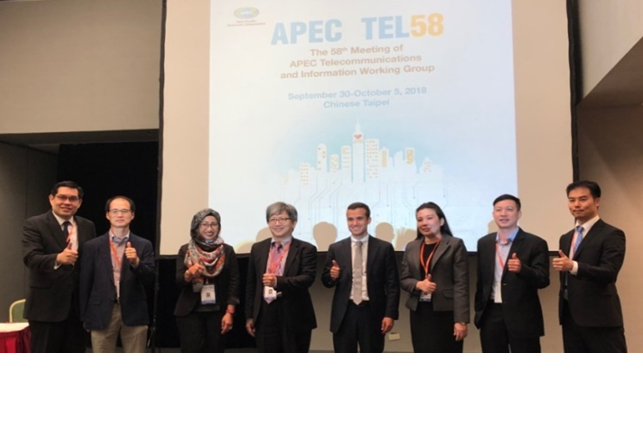 APEC TEL58
The 58th Meeting of
APEC Telecommunications
and Information Working Group
September 30-October 5, 2018
Chinese Taipei